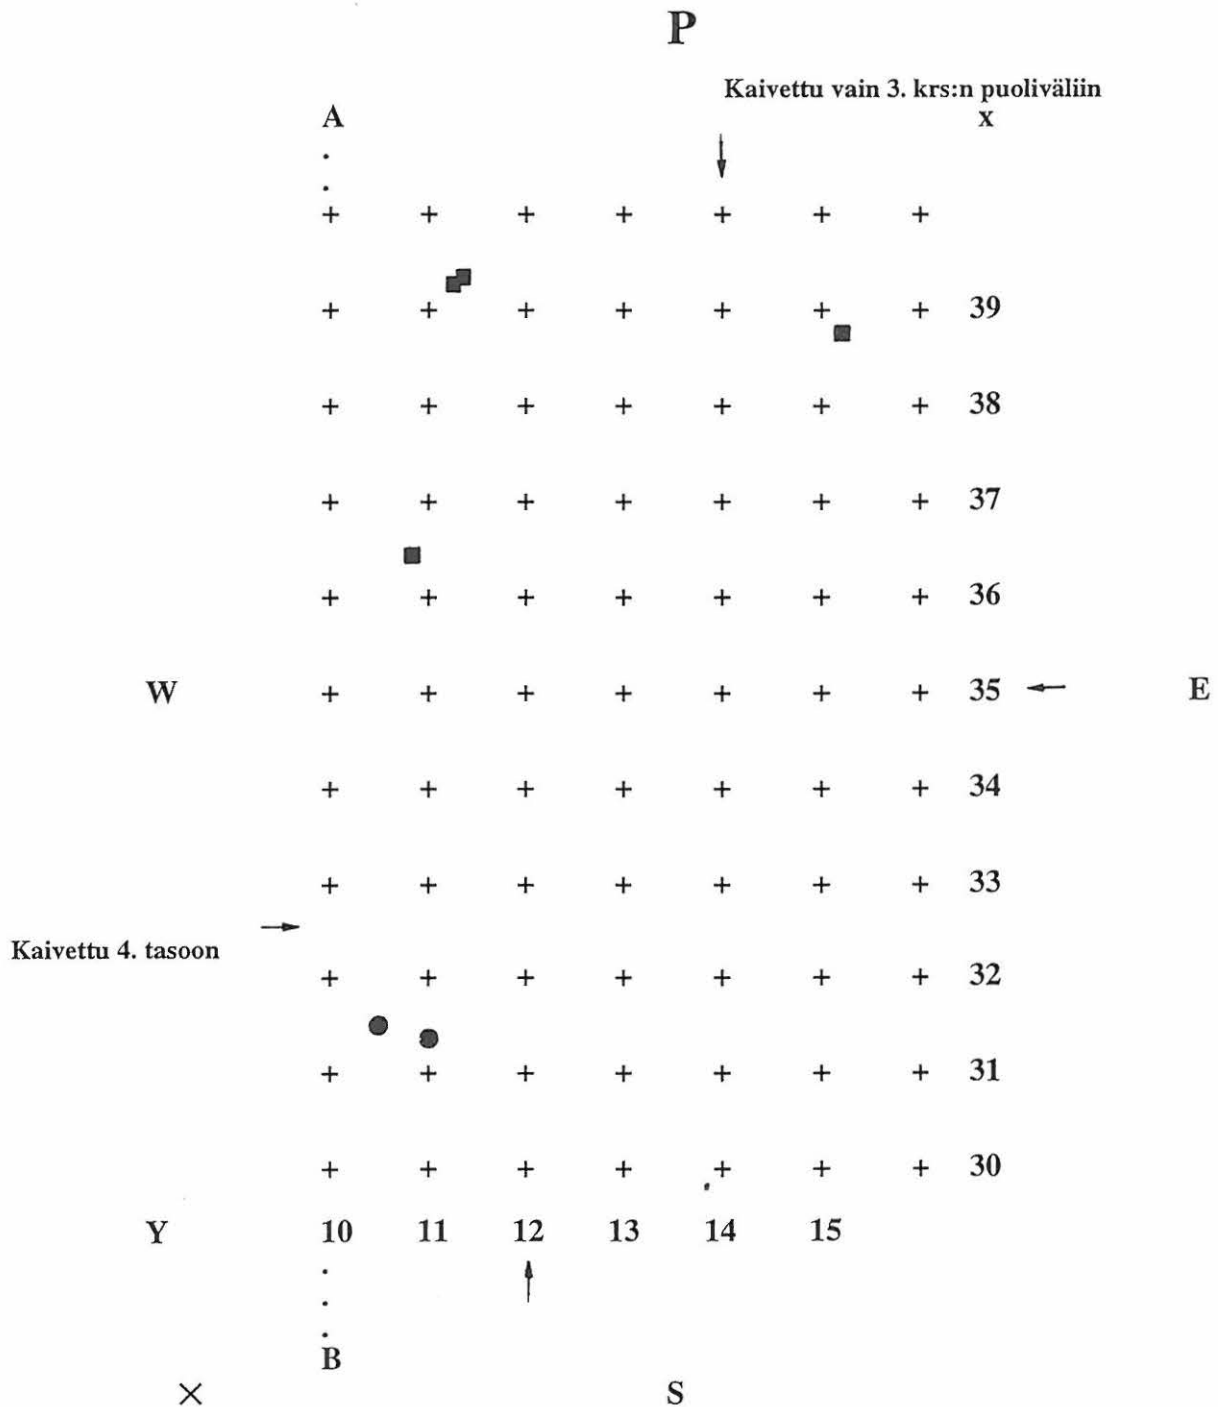 P
Kaivettu vain 3. krs:n puoliväliin
A x
39
38
37
36
W 35 E
34
33
Kaivettu 4. tasoon
32
31
30
Y 10 11 12 13 14 15
B
S